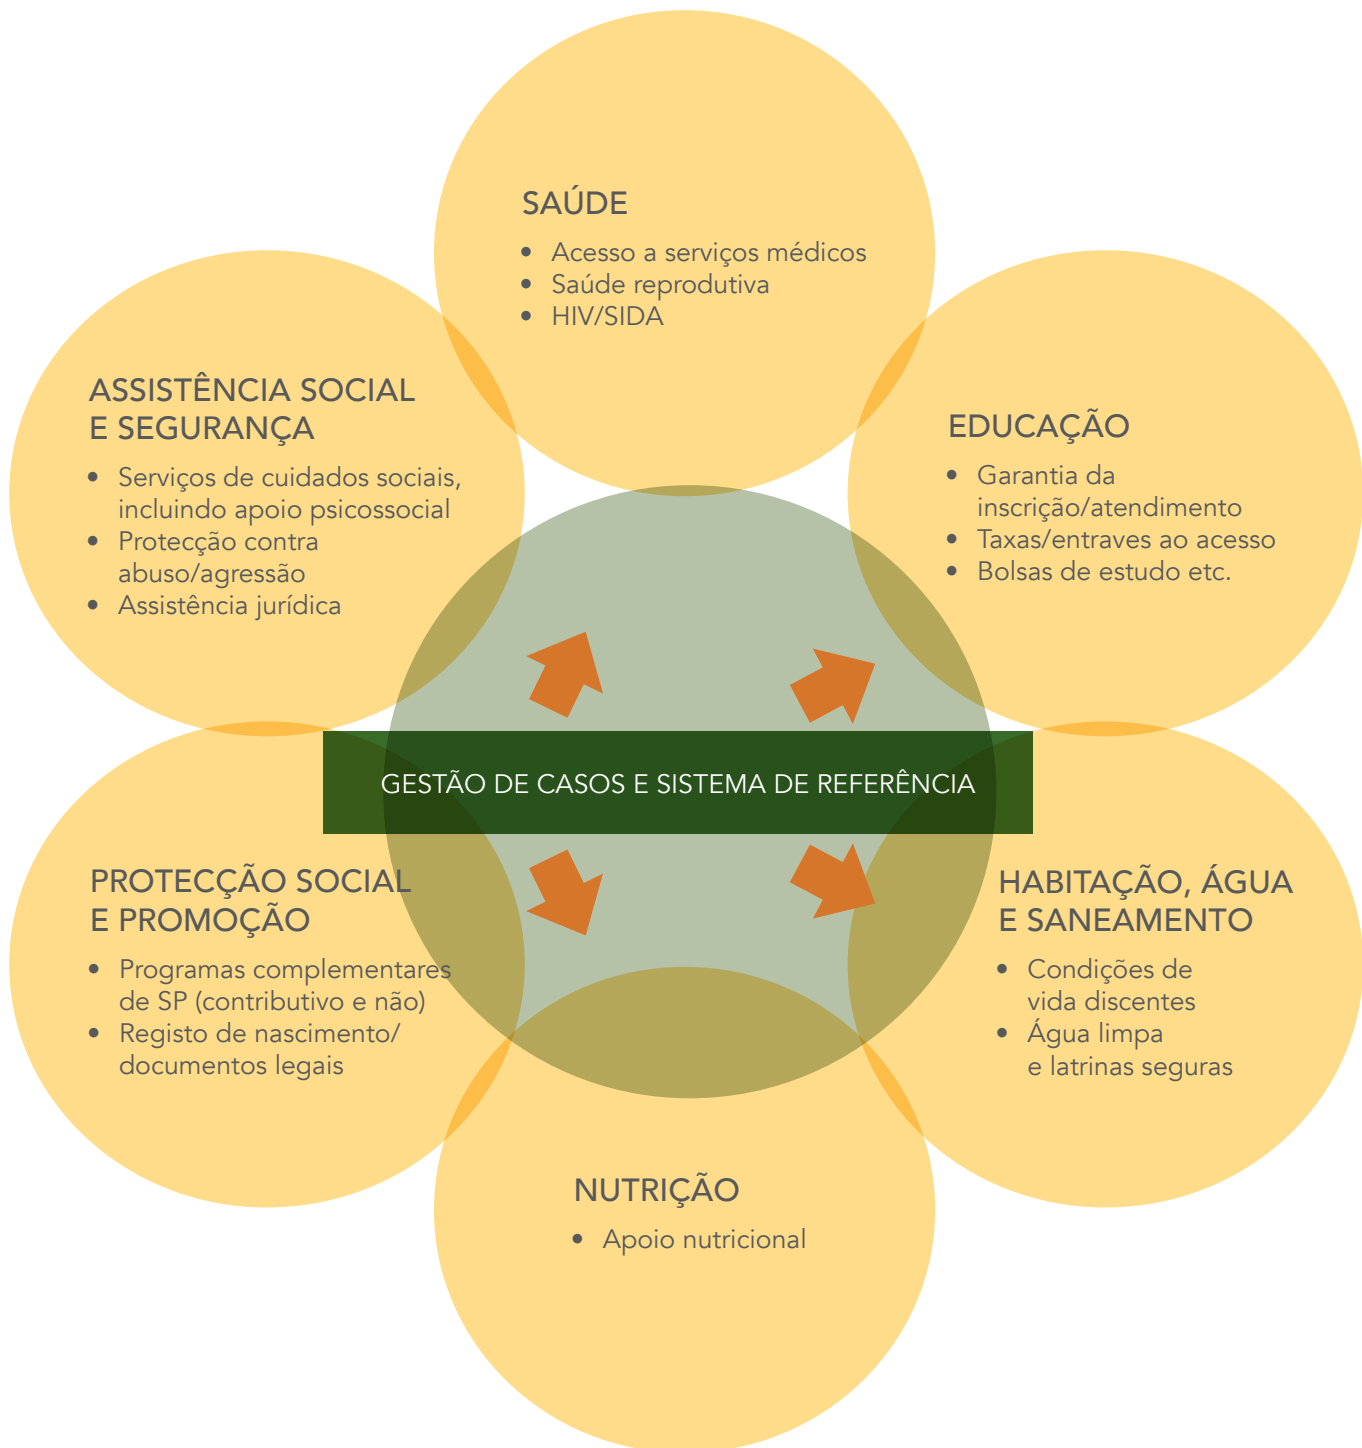 SAÚDE
• Acesso a serviços médicos
• Saúde reprodutiva
• HIV/SIDA
ASSISTÊNCIA SOCIAL
E SEGURANÇA
• Serviços de cuidados sociais,
incluindo apoio psicossocial
• Protecção contra
abuso/agressão
• Assistência jurídica
EDUCAÇÃO
• Garantia da
inscrição/atendimento
• Taxas/entraves ao acesso
• Bolsas de estudo etc.
GESTÃO DE CASOS E SISTEMA DE REFERÊNCIA
PROTECÇÃO SOCIAL
E PROMOÇÃO
• Programas complementares
de SP (contributivo e não)
• Registo de nascimento/
documentos legais
HABITAÇÃO, ÁGUA
E SANEAMENTO
• Condições de
vida discentes
• Água limpa
e latrinas seguras
NUTRIÇÃO
• Apoio nutricional